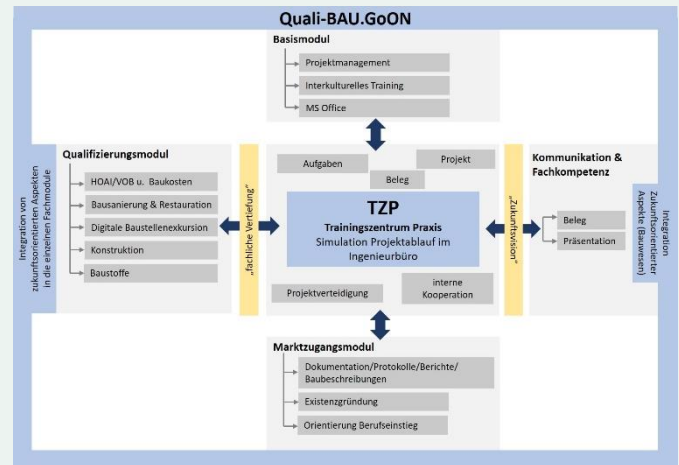 Quali-BAU.GoON
Basismodul
Projektmanagement
Interkulturelles Training
MS Office
Integration von
zukunftsorientierten Aspekten
in die einzelnen Fachmodule
Qualifizierungsmodul
HOAI/VOB u. Baukosten
Bausanierung & Restauration
Digitale Baustellenexkursion
Konstruktion
Baustoffe
„fachliche Vertiefung"
Aufgaben
Projekt
Beleg
TZP
Trainingszentrum Praxis
Simulation Projektablauf im
Ingenieurbüro
Projektverteidigung
interne
Kooperation
„Zukunftsvision"
Kommunikation &
Fachkompetenz
Beleg
Präsentation
Integration
Zukunftsorientierter
Aspekte (Bauwesen)
Marktzugangsmodul
Dokumentation/Protokolle/Berichte/
Baubeschreibungen
Existenzgründung
Orientierung Berufseinstieg